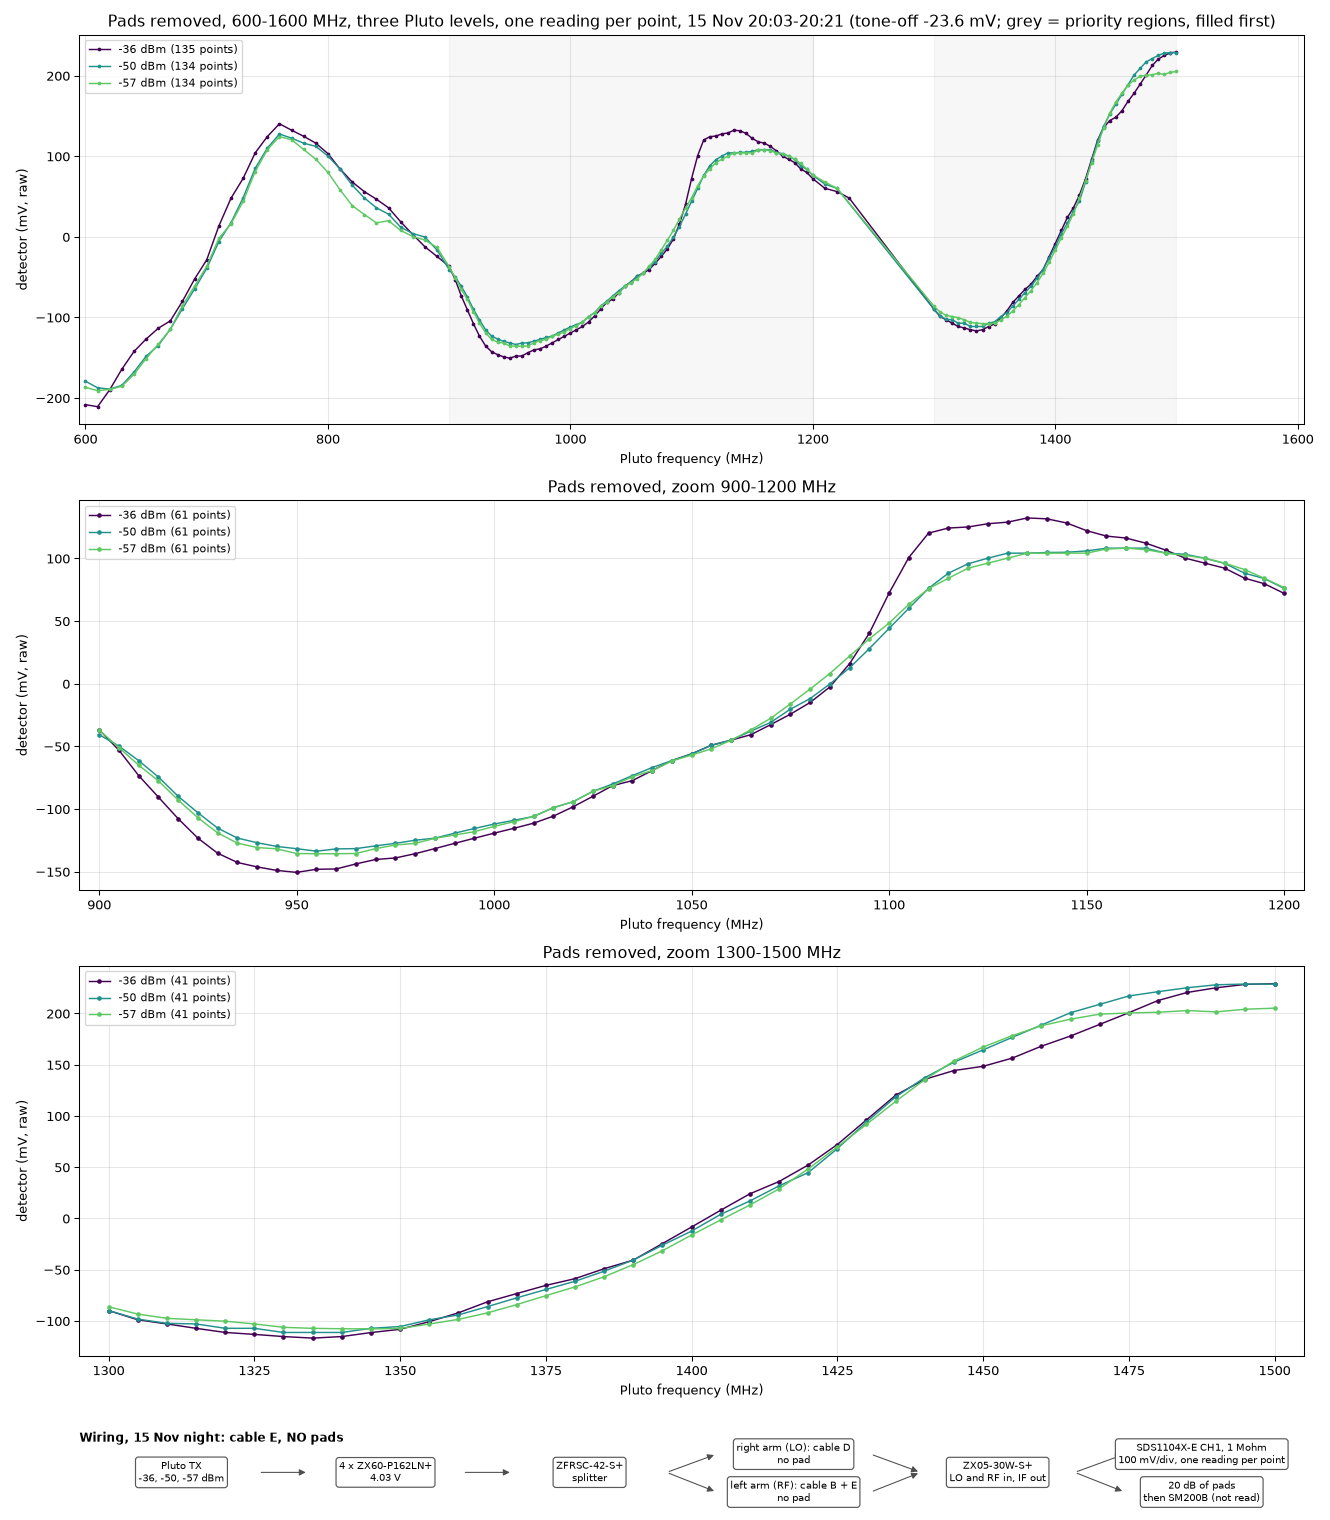 Pads removed, 600-1600 MHz, three Pluto levels, one reading per point, 15 Nov 20:03-20:21 (tone-off -23.6 mV; grey = priority regions, filled first)
-36 dBm (135 points)
-50 dBm (134 points)
-57 dBm (134 points)
detector (mV, raw)
200
100
0
−100
−200
600
800
1000
1200
1400
1600
Pluto frequency (MHz)
Pads removed, zoom 900-1200 MHz
-36 dBm (61 points)
-50 dBm (61 points)
-57 dBm (61 points)
detector (mV, raw)
100
50
0
−50
−100
−150
900
950
1000
1050
1100
1150
1200
Pluto frequency (MHz)
Pads removed, zoom 1300-1500 MHz
-36 dBm (41 points)
-50 dBm (41 points)
-57 dBm (41 points)
detector (mV, raw)
200
150
100
50
0
−50
−100
1300
1325
1350
1375
1400
1425
1450
1475
1500
Pluto frequency (MHz)
Wiring, 15 Nov night: cable E, NO pads
Pluto TX
-36, -50, -57 dBm
4 x ZX60-P162LN+
4.03 V
ZFRSC-42-S+
splitter
right arm (LO): cable D
no pad
left arm (RF): cable B + E
no pad
ZX05-30W-S+
LO and RF in, IF out
SDS1104X-E CH1, 1 Mohm
100 mV/div, one reading per point
20 dB of pads
then SM200B (not read)